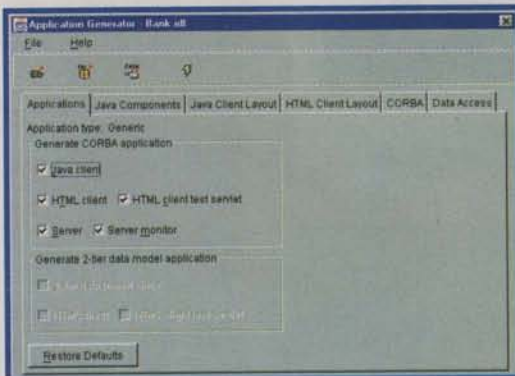 Application Generator - Bank.idl
File Help
Applications Java Components Java Client Layout HTML Client Layout CORBA Data Access
Application type: Generic
Generate CORBA application
Java client
HTML client HTML client test servlet
Server Server monitor
Generate 2-tier data model application
Restore Defaults